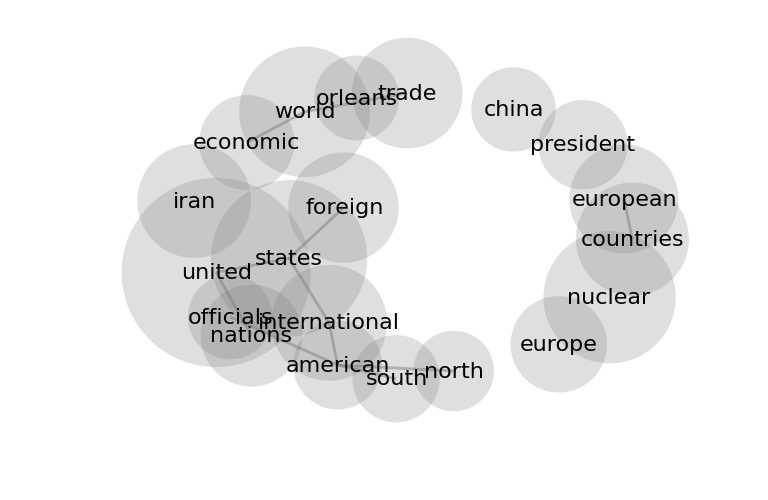 trade
orleans
world
china
economic
president
european
iran
foreign
countries
states
united
nuclear
officials
international
nations
europe
american
north
south